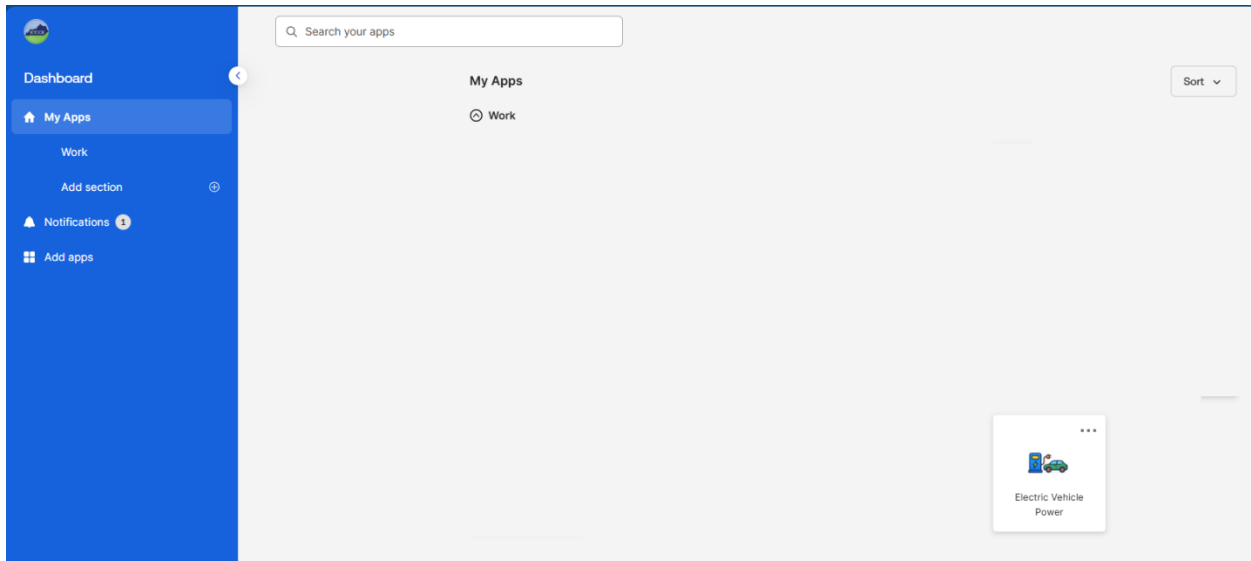 Search your apps
Dashboard
My Apps
Sort
My Apps
Work
Work
Add section
Notifications 1
Add apps
Electric Vehicle
Power